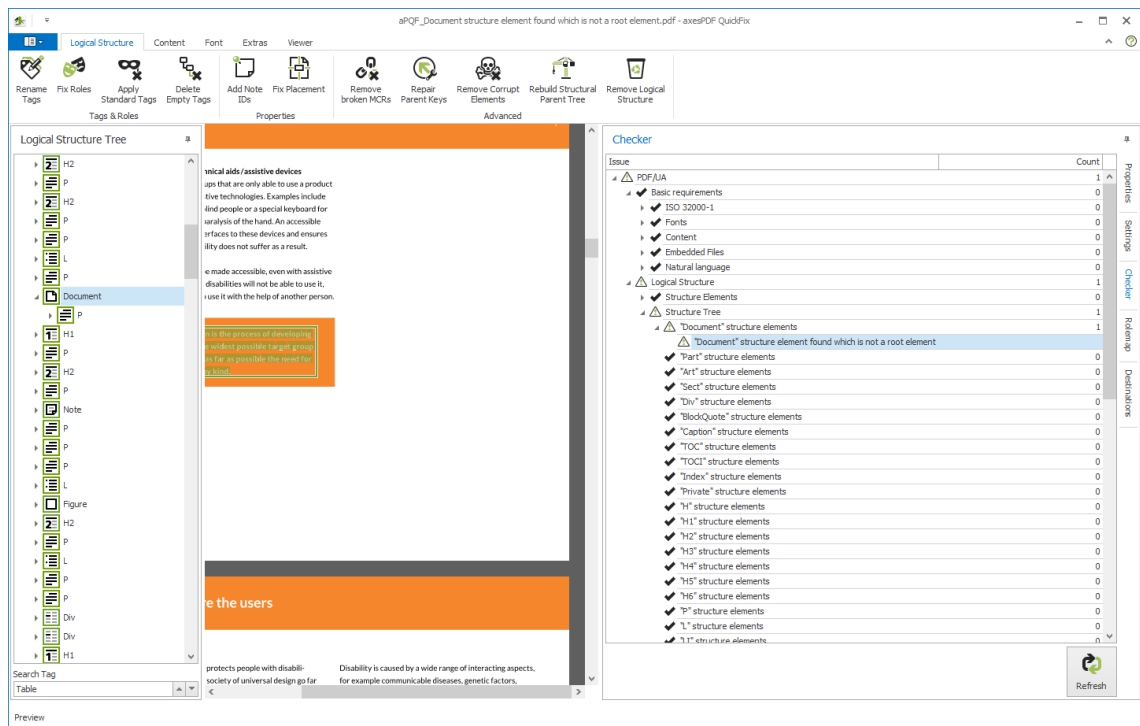 aPQF_Document structure element found which is not a root element.pdf - axesPDF QuickFix
Logical Structure Content Font Extras Viewer
Rename Tags
Fix Roles
Apply Standard Tags
Delete Empty Tags
Add Note IDs
Fix Placement
Remove broken MCRs
Repair Parent Keys
Remove Corrupt Elements
Rebuild Structural Parent Tree
Remove Logical Structure
Tags & Roles
Properties
Advanced
Logical Structure Tree
H2
P
H2
P
P
L
P
Document
P
H1
P
H2
P
Note
P
P
P
L
Figure
H2
P
L
P
P
Div
Div
H1
Search Tag
Table
Preview
hnical aids/assistive devices
ups that are only able to use a product
tive technologies. Examples include
lind people or a special keyboard for
paralysis of the hand. An accessible
erfaces to these devices and ensures
ility does not suffer as a result.
e made accessible, even with assistive
disabilities will not be able to use it,
use it with the help of another person.
n is the process of developing
e widest possible target group
as far as possible the need for
y kind.
re the users
protects people with disabili-
society of universal design go far
Disability is caused by a wide range of interacting aspects,
for example communicable diseases, genetic factors,
Checker
Issue Count
PDF/UA 1
Basic requirements 0
ISO 32000-1 0
Fonts 0
Content 0
Embedded Files 0
Natural language 0
Logical Structure 1
Structure Elements 0
Structure Tree 1
"Document" structure elements 1
"Document" structure element found which is not a root element
"Part" structure elements 0
"Art" structure elements 0
"Sect" structure elements 0
"Div" structure elements 0
"BlockQuote" structure elements 0
"Caption" structure elements 0
"TOC" structure elements 0
"TOCI" structure elements 0
"Index" structure elements 0
"Private" structure elements 0
"H" structure elements 0
"H1" structure elements 0
"H2" structure elements 0
"H3" structure elements 0
"H4" structure elements 0
"H5" structure elements 0
"H6" structure elements 0
"P" structure elements 0
"L" structure elements 0
"LI" structure elements 0
Refresh
Properties
Settings
Checker
Rolemap
Destinations